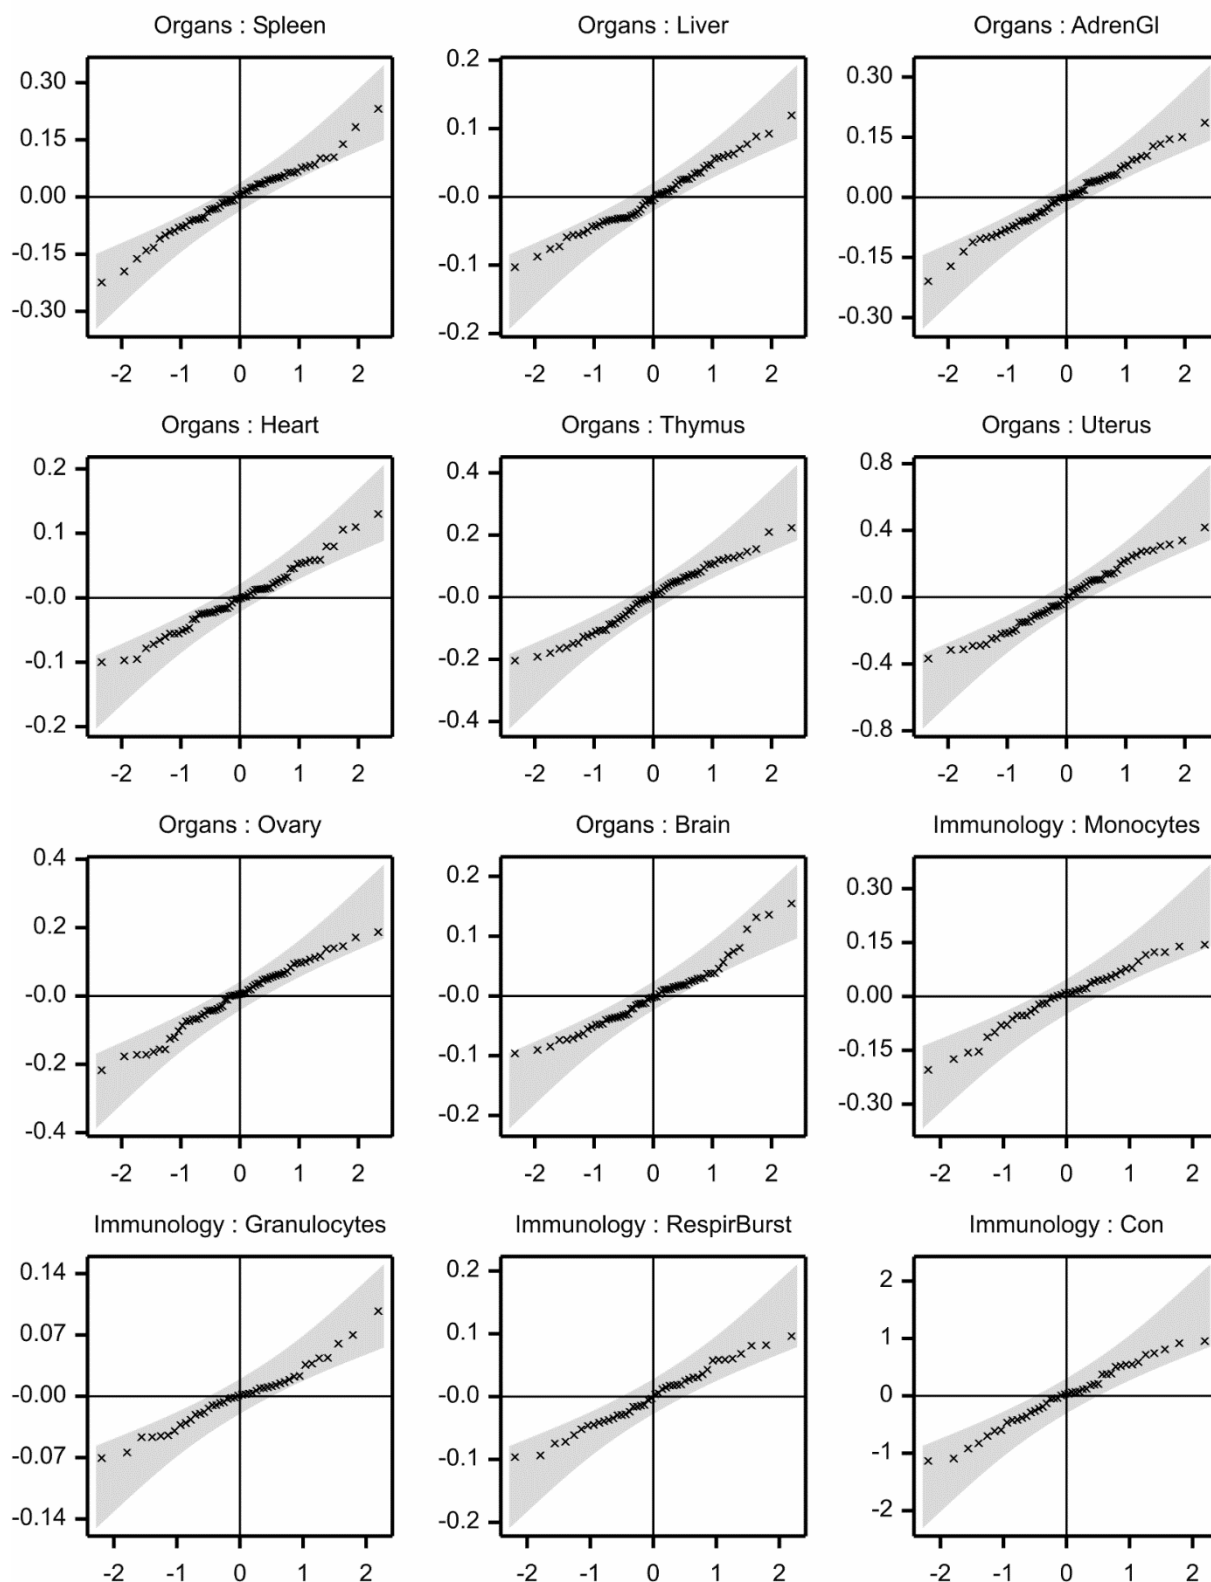 Organs : Spleen
0.30
0.15
0.00
-0.15
-0.30
-2 -1 0 1 2
Organs : Liver
0.2
0.1
-0.0
-0.1
-0.2
-2 -1 0 1 2
Organs : AdrenGl
0.30
0.15
0.00
-0.15
-0.30
-2 -1 0 1 2
Organs : Heart
0.2
0.1
-0.0
-0.1
-0.2
-2 -1 0 1 2
Organs : Thymus
0.4
0.2
-0.0
-0.2
-0.4
-2 -1 0 1 2
Organs : Uterus
0.8
0.4
-0.0
-0.4
-0.8
-2 -1 0 1 2
Organs : Ovary
0.4
0.2
-0.0
-0.2
-0.4
-2 -1 0 1 2
Organs : Brain
0.2
0.1
-0.0
-0.1
-0.2
-2 -1 0 1 2
Immunology : Monocytes
0.30
0.15
0.00
-0.15
-0.30
-2 -1 0 1 2
Immunology : Granulocytes
0.14
0.07
-0.00
-0.07
-0.14
-2 -1 0 1 2
Immunology : RespirBurst
0.2
0.1
-0.0
-0.1
-0.2
-2 -1 0 1 2
Immunology : Con
2
1
0
-1
-2
-2 -1 0 1 2